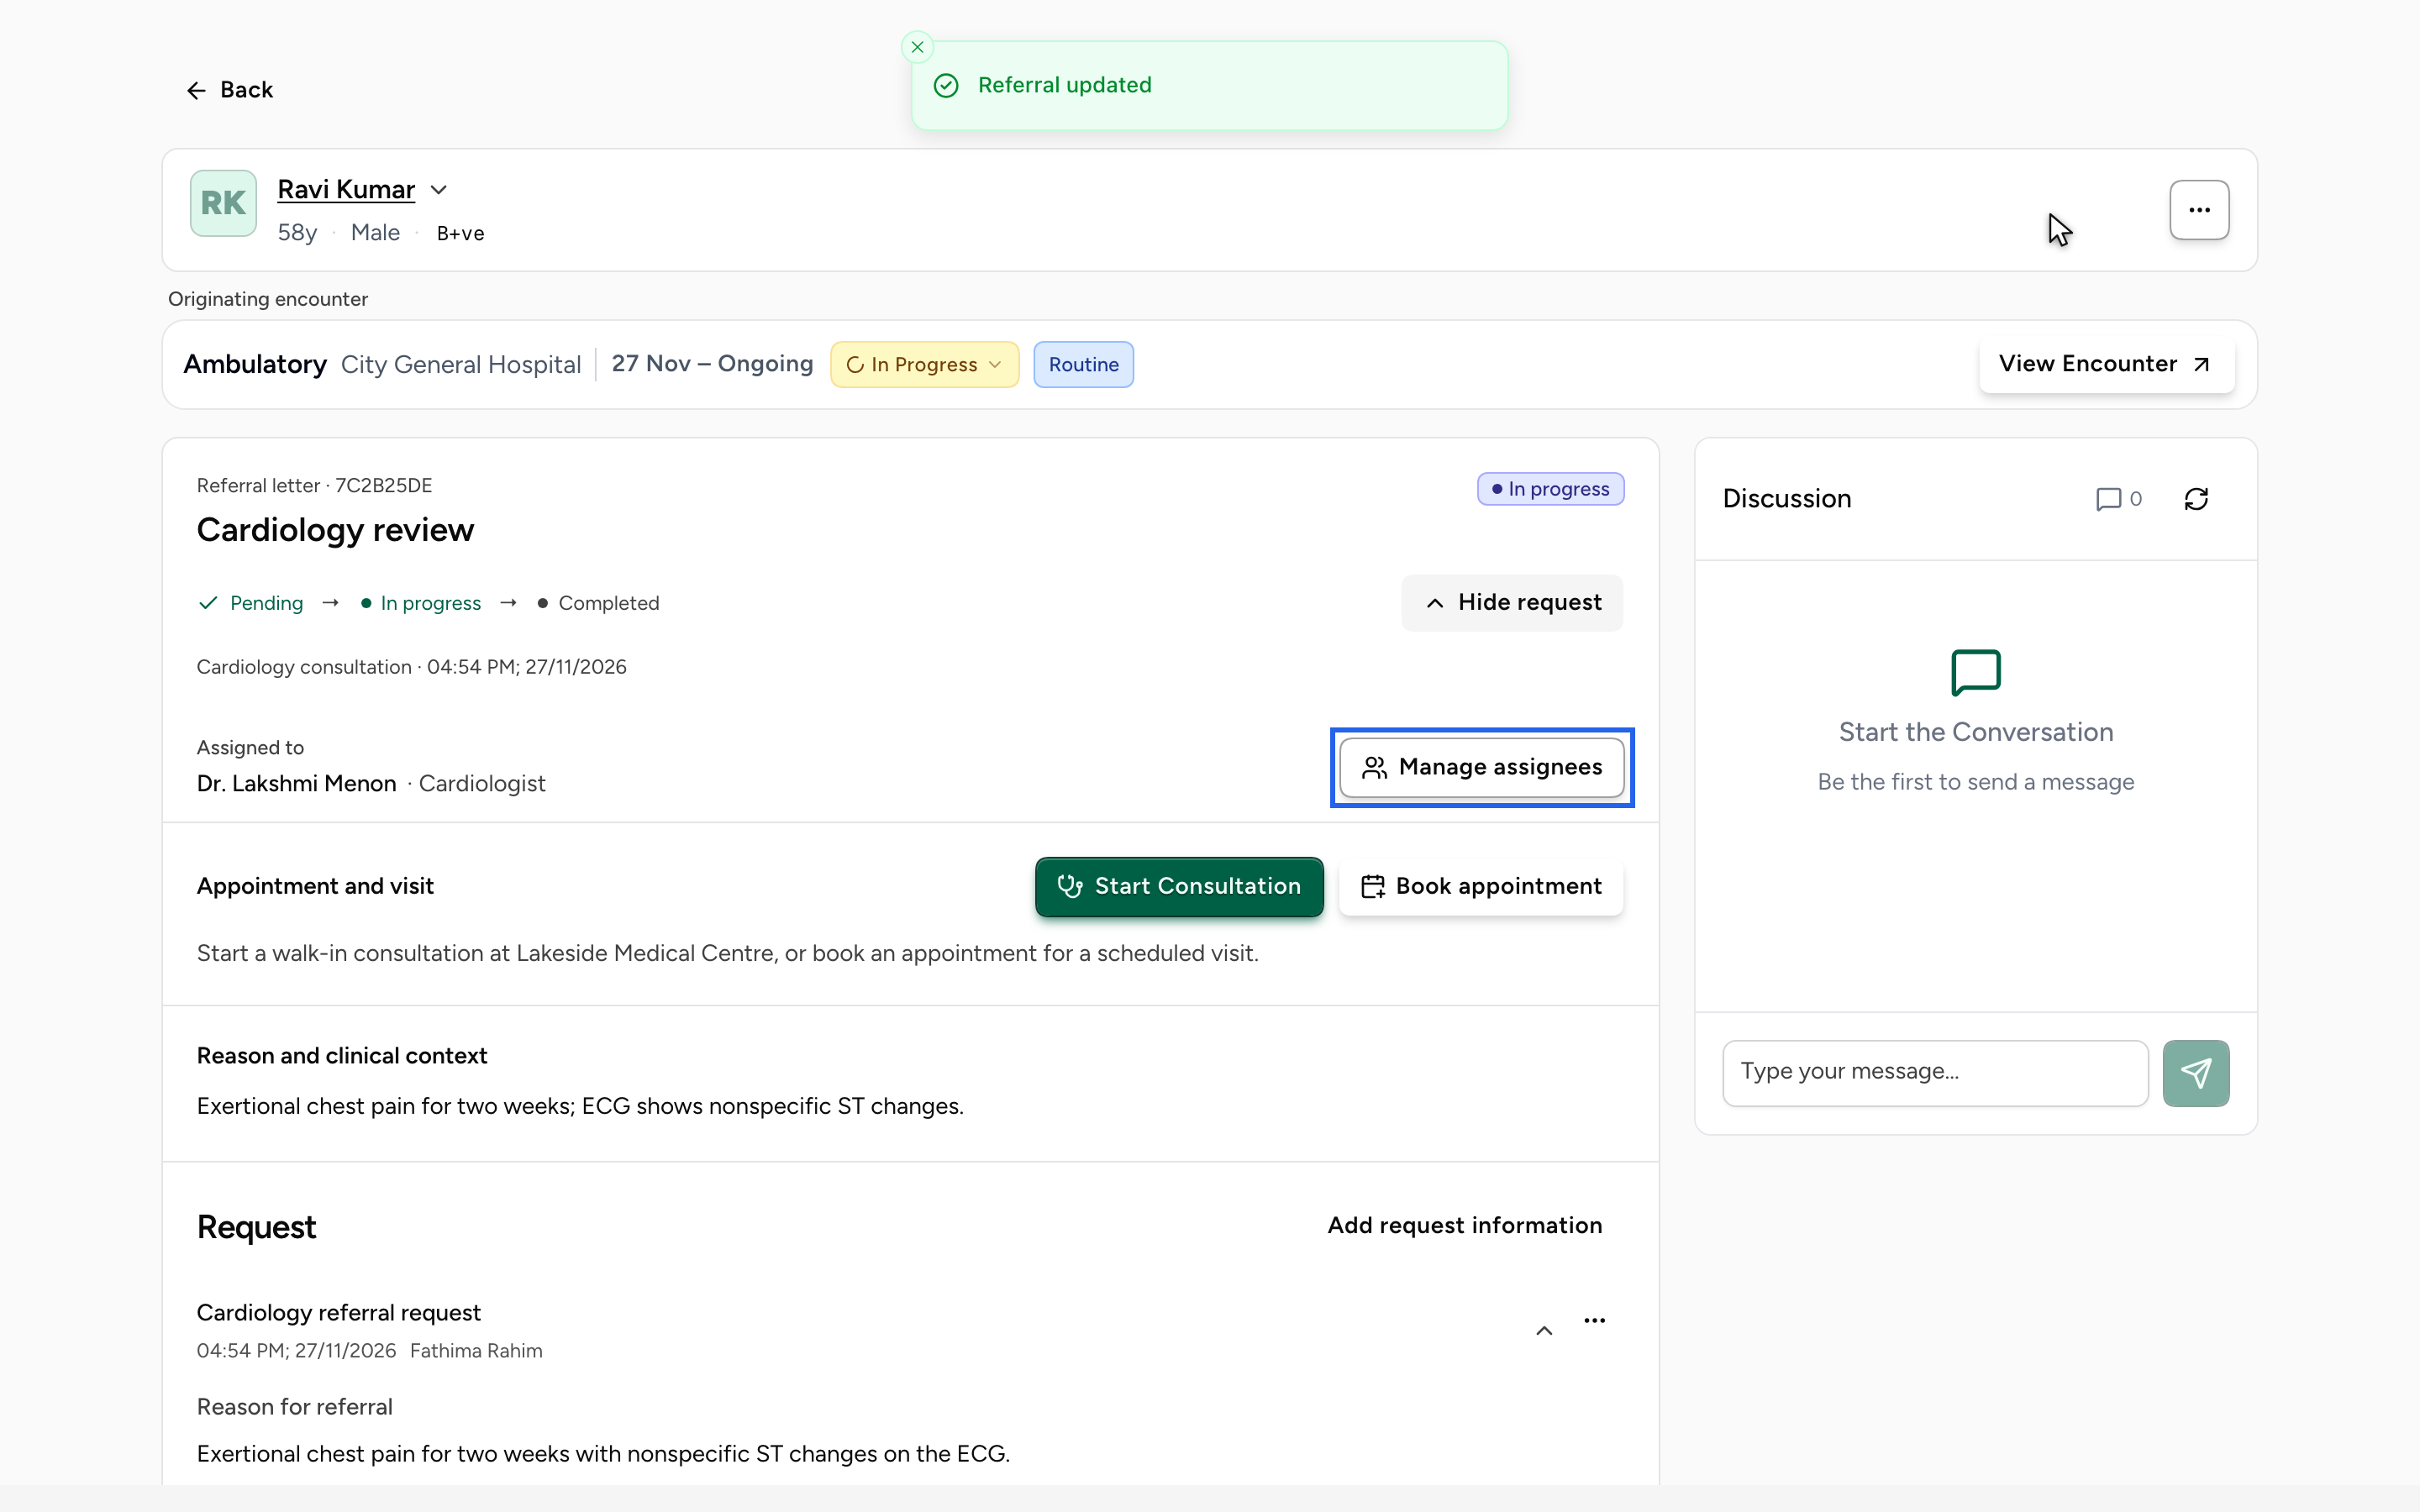 Back
Referral updated
RK
Ravi Kumar
58y · Male · B+ve
Originating encounter
Ambulatory City General Hospital 27 Nov – Ongoing In Progress Routine
View Encounter
Referral letter · 7C2B25DE
In progress
Cardiology review
Pending → In progress → Completed
Hide request
Cardiology consultation · 04:54 PM; 27/11/2026
Assigned to
Dr. Lakshmi Menon · Cardiologist
Manage assignees
Appointment and visit
Start Consultation
Book appointment
Start a walk-in consultation at Lakeside Medical Centre, or book an appointment for a scheduled visit.
Reason and clinical context
Exertional chest pain for two weeks; ECG shows nonspecific ST changes.
Request
Add request information
Cardiology referral request
04:54 PM; 27/11/2026 Fathima Rahim
Reason for referral
Exertional chest pain for two weeks with nonspecific ST changes on the ECG.
Discussion
0
Start the Conversation
Be the first to send a message
Type your message...